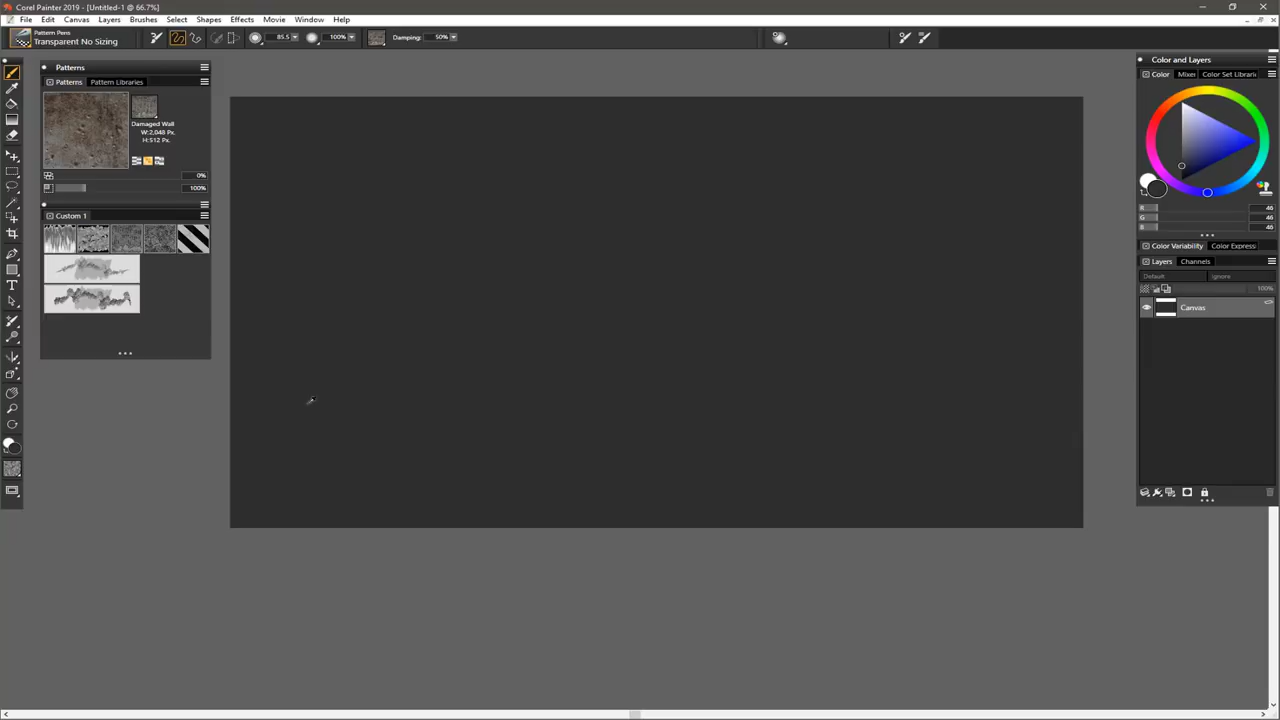 Corel Painter 2019 - [Untitled-1 @ 66.7%]
File Edit Canvas Layers Brushes Select Shapes Effects Movie Window Help
Pattern Pens
Transparent No Sizing
85.5
100%
Damping: 50%
Patterns
Patterns Pattern Libraries
Damaged Wall
W:2,048 Px.
H:512 Px.
0%
100%
Custom 1
Color and Layers
Color Mixe Color Set Librari
R 46
G 46
B 46
Color Variability Color Express
Layers Channels
Default Ignore
100%
Canvas